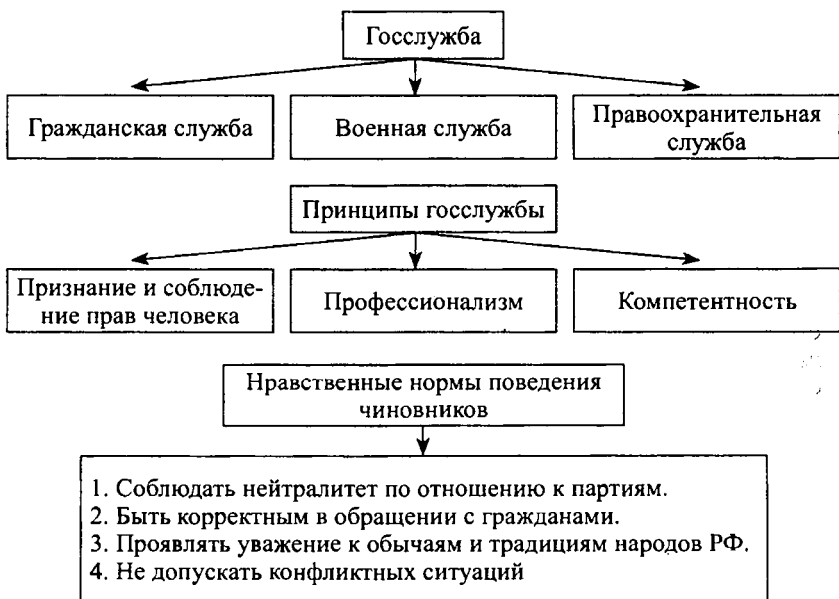 Госслужба
Гражданская служба
Военная служба
Правоохранительная
служба
Принципы госслужбы
Признание и соблюде-
ние прав человека
Профессионализм
Компетентность
Нравственные нормы поведения
чиновников
1. Соблюдать нейтралитет по отношению к партиям.
2. Быть корректным в обращении с гражданами.
3. Проявлять уважение к обычаям и традициям народов РФ.
4. Не допускать конфликтных ситуаций